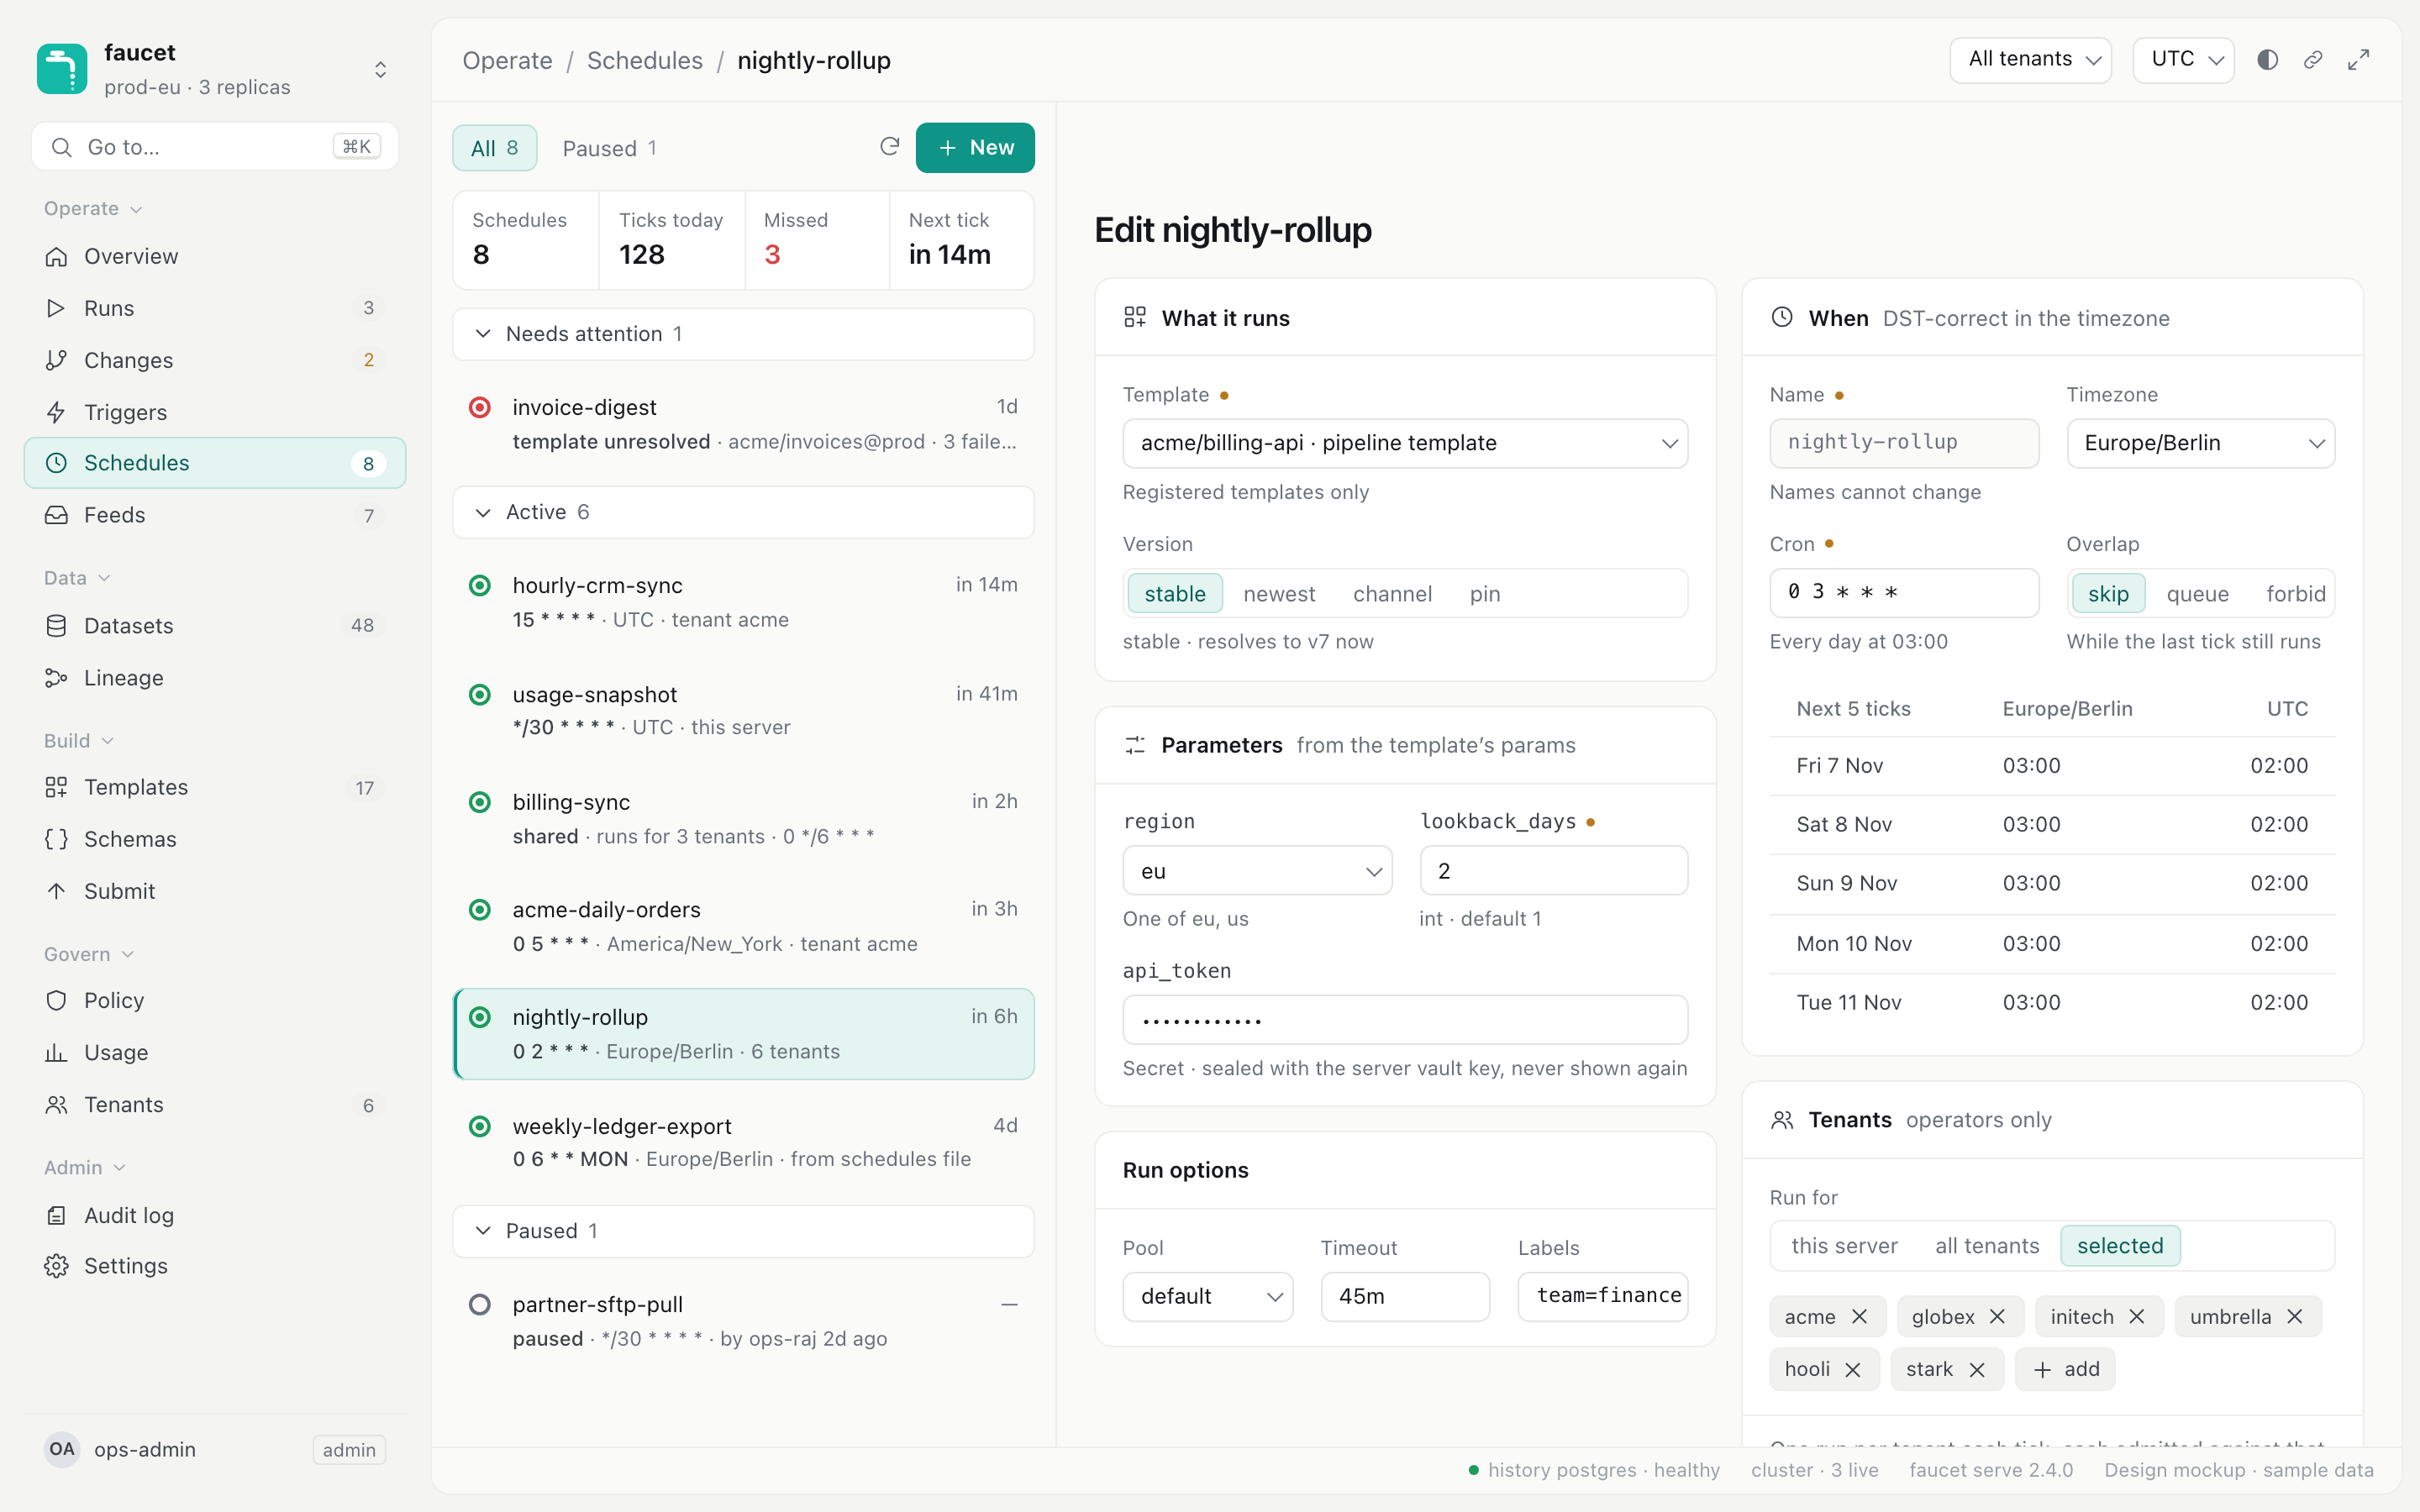 faucet
prod-eu · 3 replicas
Go to...
⌘K
Operate
Overview
Runs 3
Changes 2
Triggers
Schedules 8
Feeds 7
Data
Datasets 48
Lineage
Build
Templates 17
Schemas
Submit
Govern
Policy
Usage
Tenants 6
Admin
Audit log
Settings
OA ops-admin admin
Operate / Schedules / nightly-rollup
All tenants
UTC
All 8
Paused 1
+ New
Schedules
8
Ticks today
128
Missed
3
Next tick
in 14m
Needs attention 1
invoice-digest 1d
template unresolved · acme/invoices@prod · 3 faile...
Active 6
hourly-crm-sync in 14m
15 * * * * · UTC · tenant acme
usage-snapshot in 41m
*/30 * * * * · UTC · this server
billing-sync in 2h
shared · runs for 3 tenants · 0 */6 * * *
acme-daily-orders in 3h
0 5 * * * · America/New_York · tenant acme
nightly-rollup in 6h
0 2 * * * · Europe/Berlin · 6 tenants
weekly-ledger-export 4d
0 6 * * MON · Europe/Berlin · from schedules file
Paused 1
partner-sftp-pull —
paused · */30 * * * * · by ops-raj 2d ago
Edit nightly-rollup
What it runs
Template
acme/billing-api · pipeline template
Registered templates only
Version
stable newest channel pin
stable · resolves to v7 now
Parameters from the template’s params
region
eu
One of eu, us
lookback_days
2
int · default 1
api_token
••••••••••••
Secret · sealed with the server vault key, never shown again
Run options
Pool
default
Timeout
45m
Labels
team=finance
When DST-correct in the timezone
Name
nightly-rollup
Names cannot change
Timezone
Europe/Berlin
Cron
0 3 * * *
Every day at 03:00
Overlap
skip queue forbid
While the last tick still runs
Next 5 ticks Europe/Berlin UTC
Fri 7 Nov 03:00 02:00
Sat 8 Nov 03:00 02:00
Sun 9 Nov 03:00 02:00
Mon 10 Nov 03:00 02:00
Tue 11 Nov 03:00 02:00
Tenants operators only
Run for
this server all tenants selected
acme globex initech umbrella
hooli stark + add
history postgres · healthy cluster · 3 live faucet serve 2.4.0 Design mockup · sample data